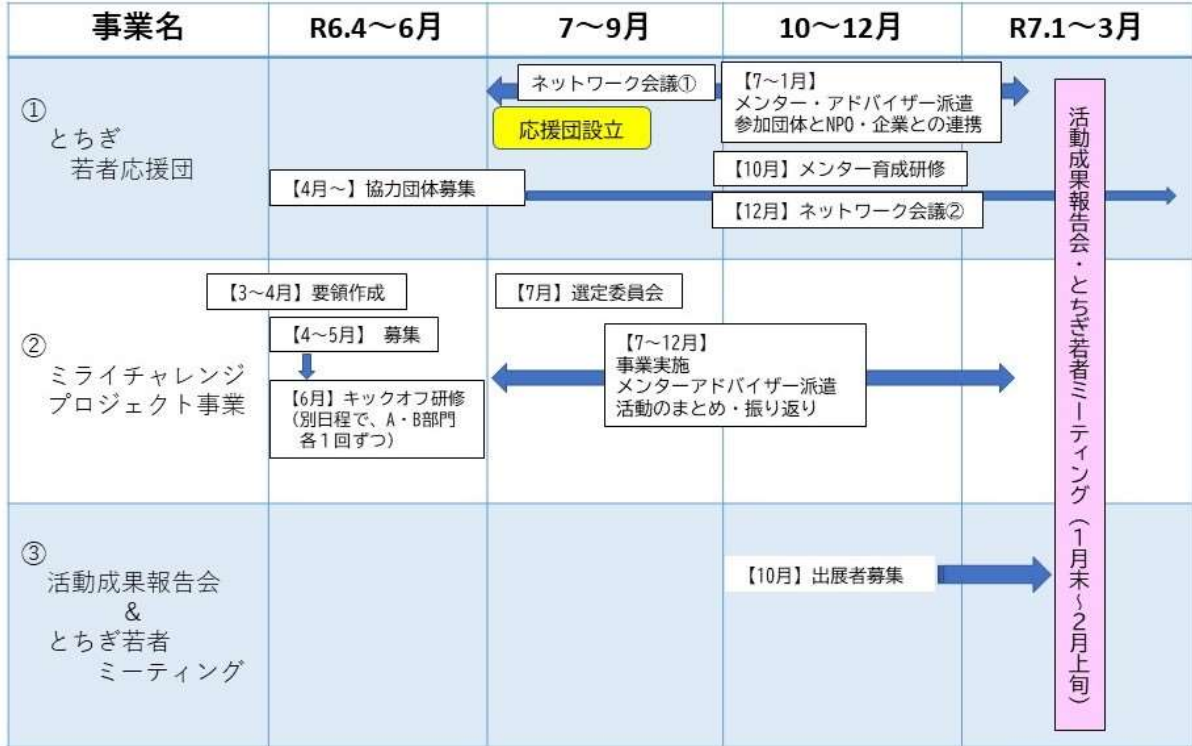 事業名
R6.4～6月
7～9月
10～12月
R7.1～3月
①
とちぎ
若者応援団
ネットワーク会議①
応援団設立
【7～1月】
メンター・アドバイザー派遣
参加団体とNPO・企業との連携
【4月～】協力団体募集
【10月】メンター育成研修
【12月】ネットワーク会議②
②
ミライチャレンジ
プロジェクト事業
【3～4月】要領作成
【4～5月】 募集
【6月】キックオフ研修
(別日程で、A・B部門
各１回ずつ）
【7月】選定委員会
【7～12月】
事業実施
メンターアドバイザー派遣
活動のまとめ・振り返り
③
活動成果報告会
＆
とちぎ若者
ミーティング
【10月】出展者募集
活動成果報告会・とちぎ若者ミーティング（１月末～２月上旬）